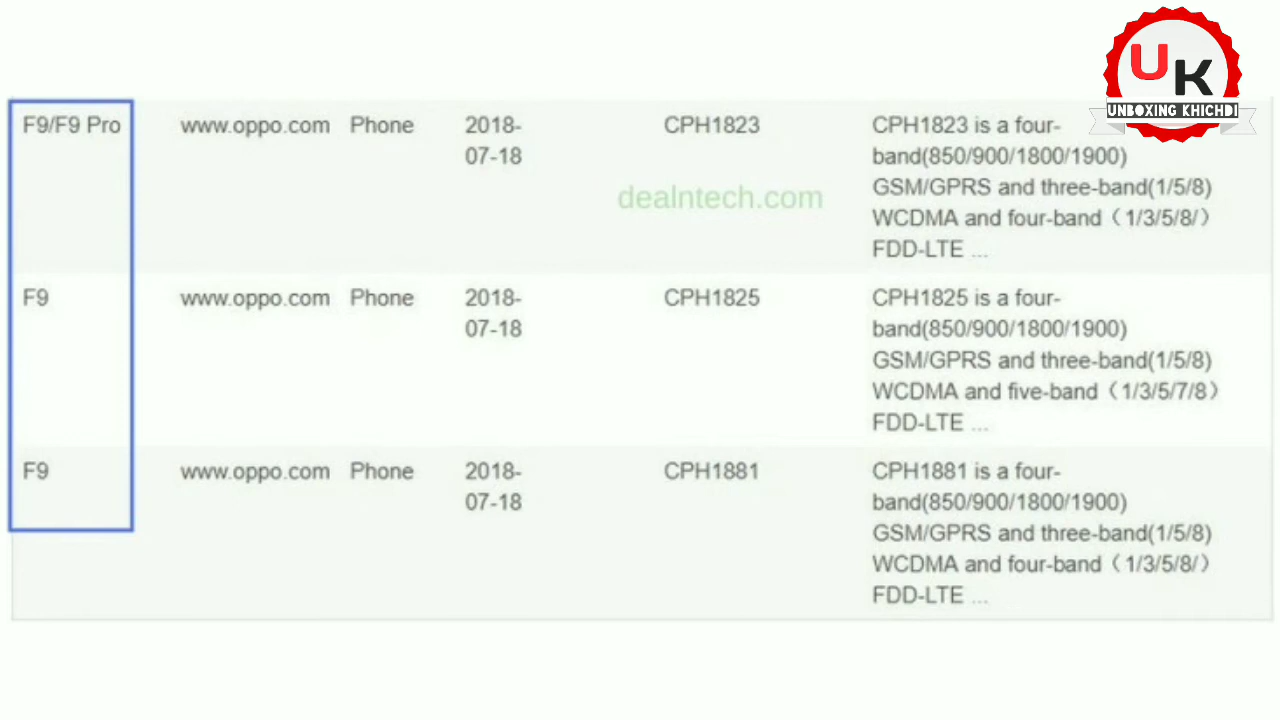 UK
UNBOXING KHICHDI
F9/F9 Pro www.oppo.com Phone 2018- CPH1823 CPH1823 is a four-
07-18 band(850/900/1800/1900)
GSM/GPRS and three-band(1/5/8)
dealntech.com
WCDMA and four-band（1/3/5/8/）
FDD-LTE ...
F9 www.oppo.com Phone 2018- CPH1825 CPH1825 is a four-
07-18 band(850/900/1800/1900)
GSM/GPRS and three-band(1/5/8)
WCDMA and five-band（1/3/5/7/8）
FDD-LTE ...
F9 www.oppo.com Phone 2018- CPH1881 CPH1881 is a four-
07-18 band(850/900/1800/1900)
GSM/GPRS and three-band(1/5/8)
WCDMA and four-band（1/3/5/8/）
FDD-LTE ...